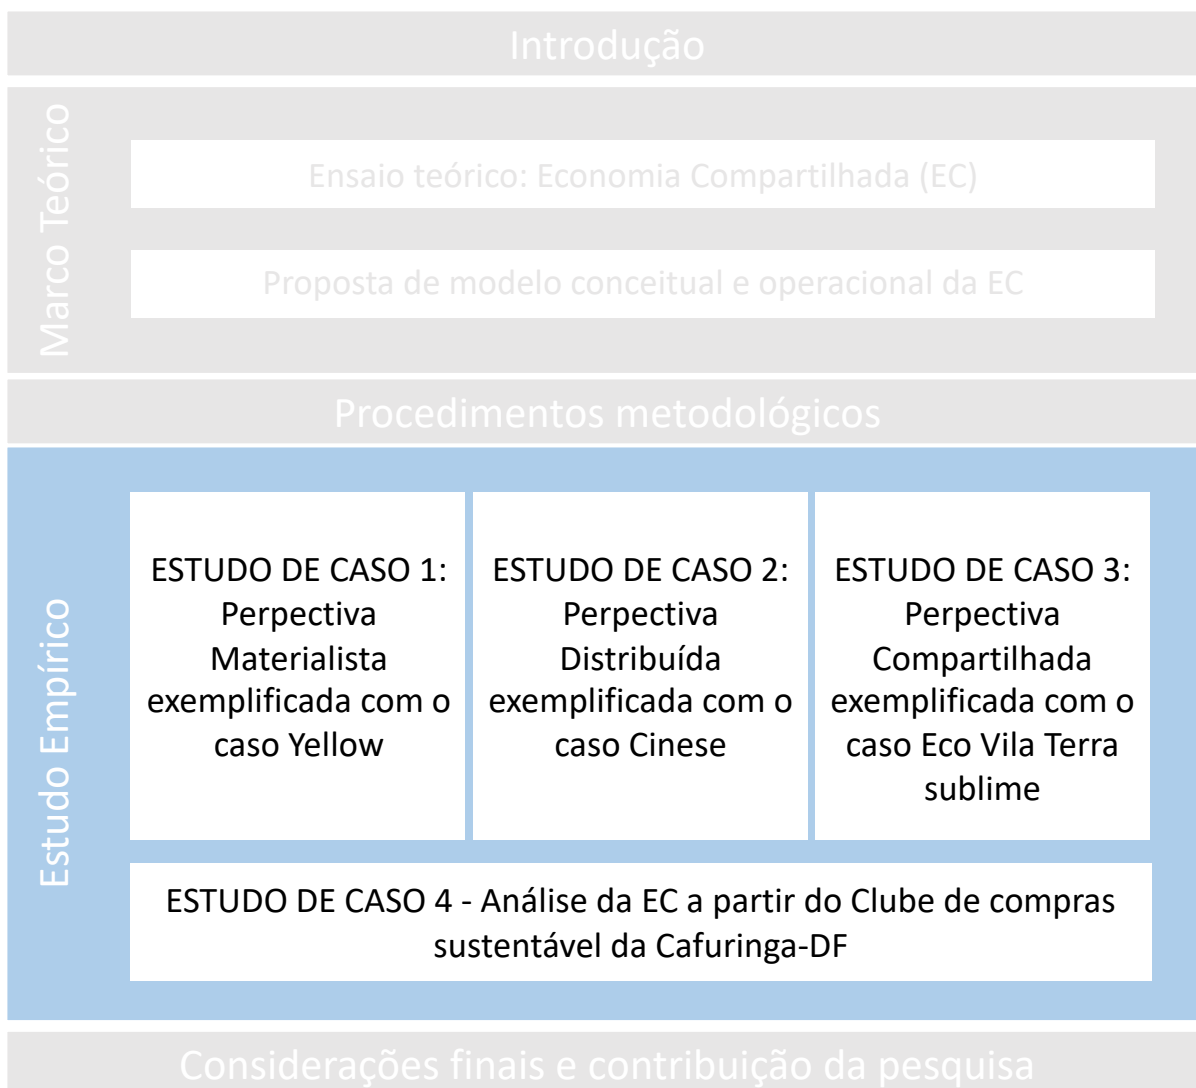 Introdução
Marco Teórico
Ensaio teórico: Economia Compartilhada (EC)
Proposta de modelo conceitual e operacional da EC
Procedimentos metodológicos
Estudo Empírico
ESTUDO DE CASO 1:
Perpectiva
Materialista
exemplificada com o
caso Yellow
ESTUDO DE CASO 2:
Perpectiva
Distribuída
exemplificada com o
caso Cinese
ESTUDO DE CASO 3:
Perpectiva
Compartilhada
exemplificada com o
caso Eco Vila Terra
sublime
ESTUDO DE CASO 4 - Análise da EC a partir do Clube de compras
sustentável da Cafuringa-DF
Considerações finais e contribuição da pesquisa